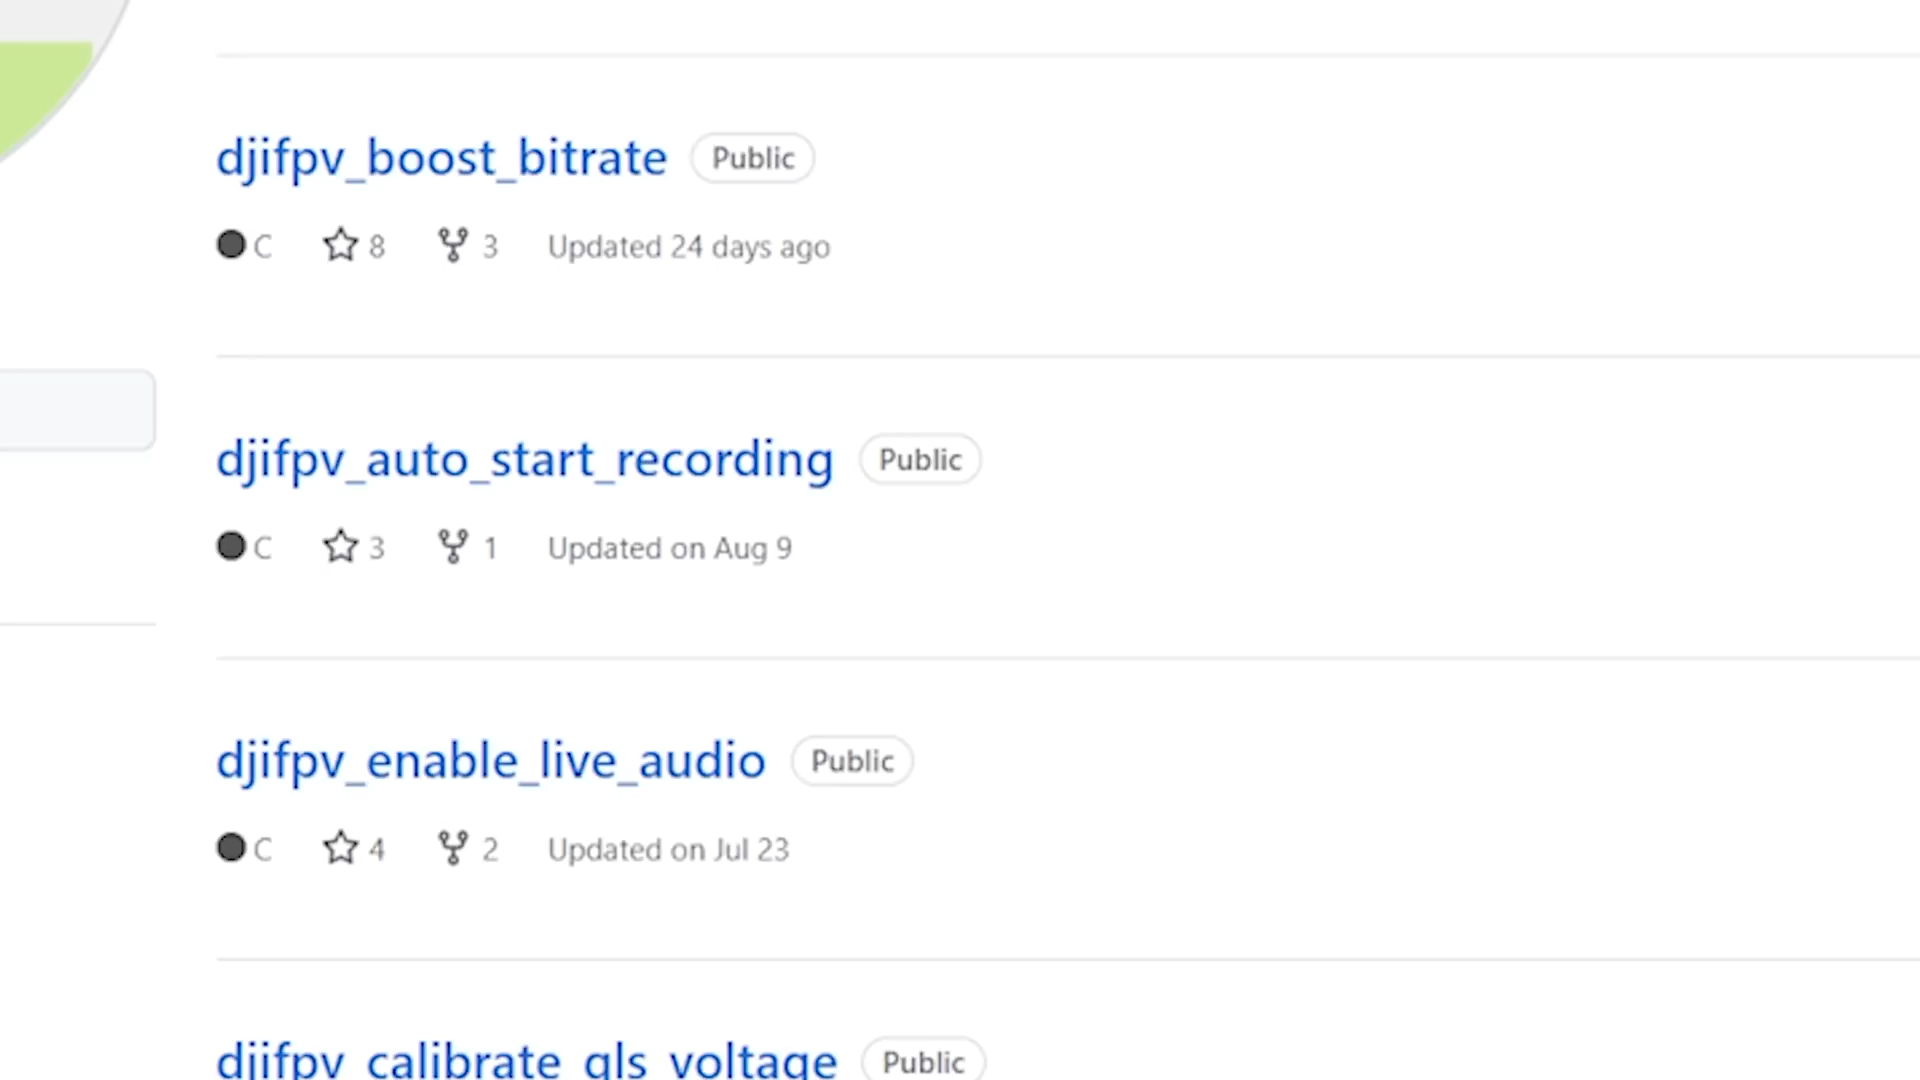 djifpv_boost_bitrate Public
C 8 3 Updated 24 days ago
djifpv_auto_start_recording Public
C 3 1 Updated on Aug 9
djifpv_enable_live_audio Public
C 4 2 Updated on Jul 23
djifpv_calibrate_gls_voltage Public